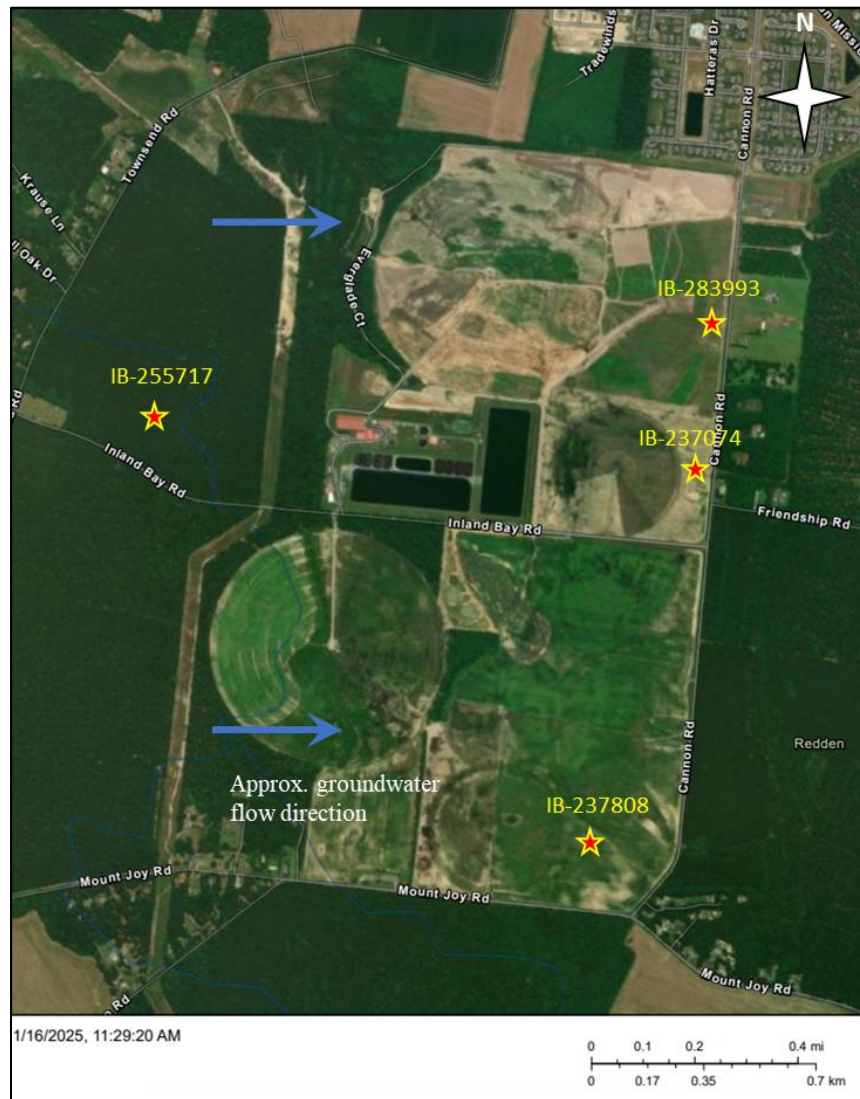 an Missio
N
Tradewinds
Hatteras Dr
Cannon Rd
Townsend Rd
Krause Ln
ll Oak Dr
Everglade Ct
IB-283993
IB-255717
IB-237074
Cannon Rd
Rd
Inland Bay Rd
Inland Bay Rd
Friendship Rd
Redden
Approx. groundwater
flow direction
Cannon Rd
IB-237808
Mount Joy Rd
Mount Joy Rd
Mount Joy Rd
Rd
1/16/2025, 11:29:20 AM
0 0.1 0.2 0.4 mi
0 0.17 0.35 0.7 km